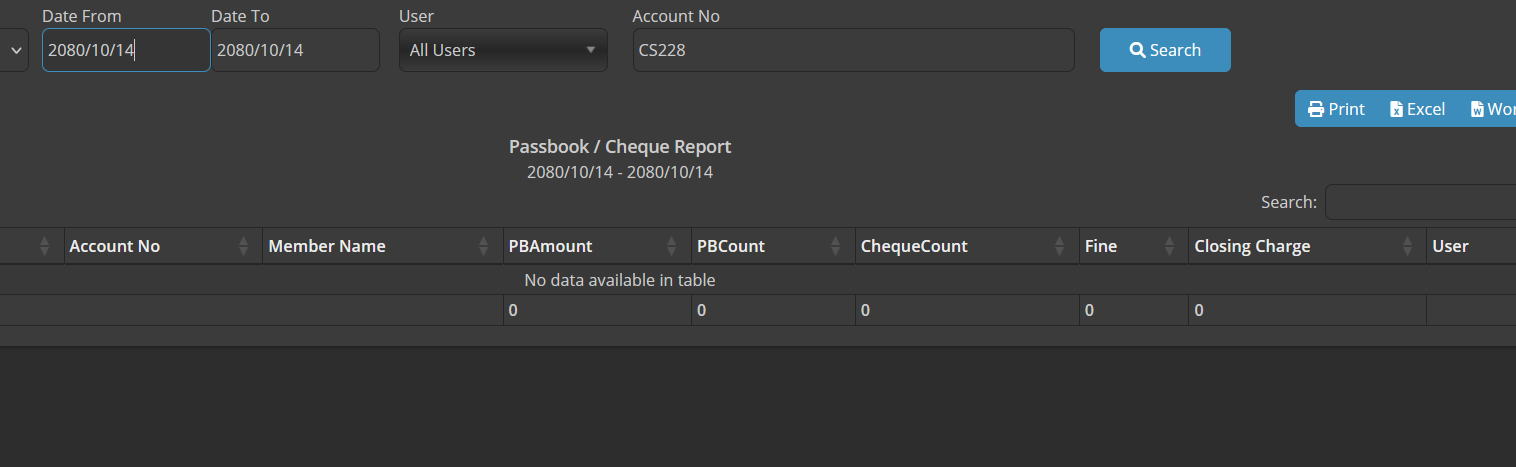 Date From Date To User Account No
2080/10/14 2080/10/14 All Users CS228 Search
Print Excel Wor
Passbook / Cheque Report
2080/10/14 - 2080/10/14
Search:
Account No Member Name PBAmount PBCount ChequeCount Fine Closing Charge User
No data available in table
0 0 0 0 0